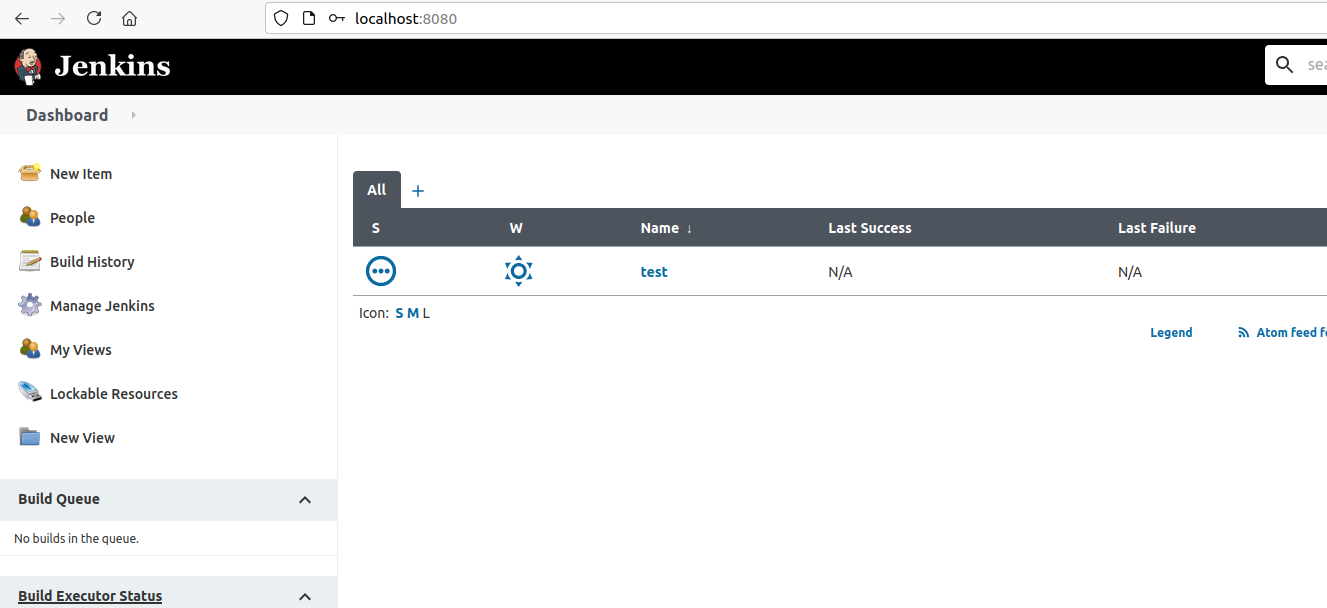 localhost:8080
Jenkins
sea
Dashboard
New Item
People
Build History
Manage Jenkins
My Views
Lockable Resources
New View
Build Queue
No builds in the queue.
Build Executor Status
All +
S W Name ↓ Last Success Last Failure
test N/A N/A
Icon: S M L
Legend Atom feed fo